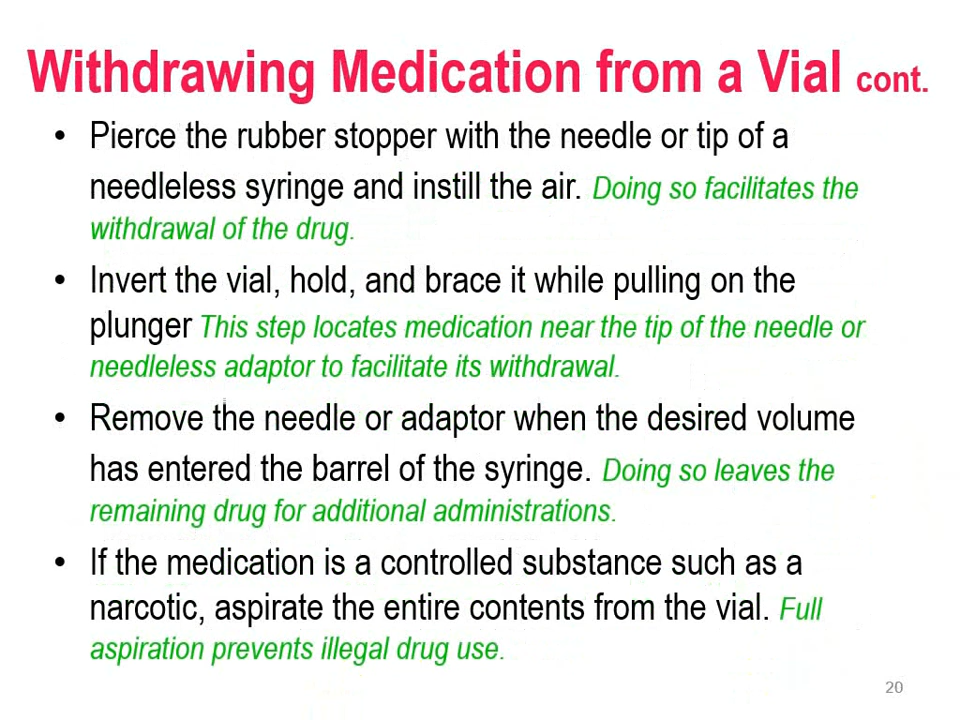 Withdrawing Medication from a Vial cont.
• Pierce the rubber stopper with the needle or tip of a
needleless syringe and instill the air. Doing so facilitates the
withdrawal of the drug.
• Invert the vial, hold, and brace it while pulling on the
plunger This step locates medication near the tip of the needle or
needleless adaptor to facilitate its withdrawal.
• Remove the needle or adaptor when the desired volume
has entered the barrel of the syringe. Doing so leaves the
remaining drug for additional administrations.
• If the medication is a controlled substance such as a
narcotic, aspirate the entire contents from the vial. Full
aspiration prevents illegal drug use.
20